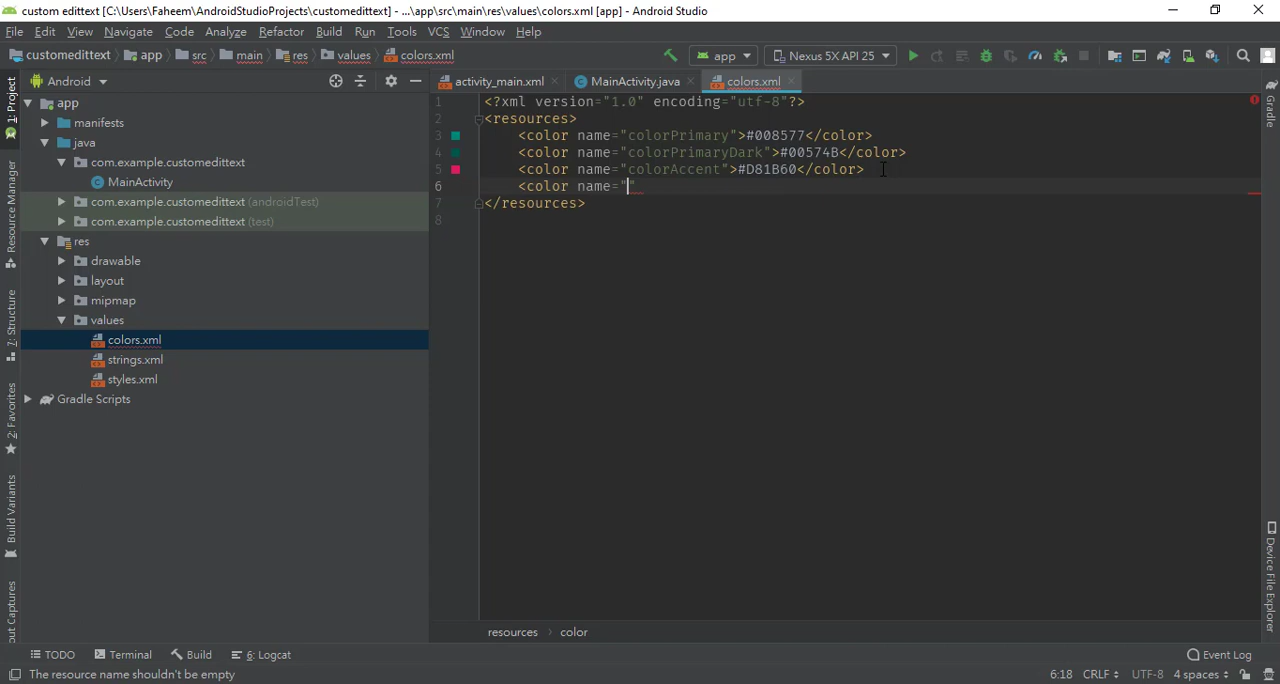 custom edittext [C:\Users\Faheem\AndroidStudioProjects\customedittext] - ...\app\src\main\res\values\colors.xml [app] - Android Studio
File Edit View Navigate Code Analyze Refactor Build Run Tools VCS Window Help
customedittext app src main res values colors.xml app Nexus 5X API 25
1: Project
Resource Manager
7: Structure
2: Favorites
Build Variants
out Captures
Android
app
manifests
java
com.example.customedittext
MainActivity
com.example.customedittext (androidTest)
com.example.customedittext (test)
res
drawable
layout
mipmap
values
colors.xml
strings.xml
styles.xml
Gradle Scripts
activity_main.xml MainActivity.java colors.xml
1 <?xml version="1.0" encoding="utf-8"?>
2 <resources>
3 <color name="colorPrimary">#008577</color>
4 <color name="colorPrimaryDark">#00574B</color>
5 <color name="colorAccent">#D81B60</color>
6 <color name=""
7 </resources>
8
resources color
Gradle
Device File Explorer
TODO Terminal Build 6: Logcat Event Log
The resource name shouldn't be empty 6:18 CRLF UTF-8 4 spaces